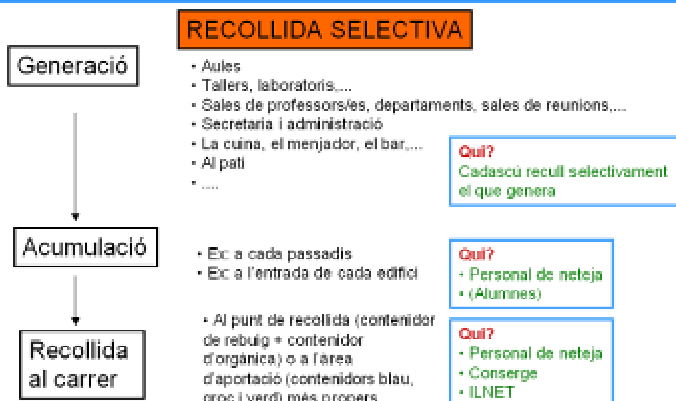 RECOLLIDA SELECTIVA
Generació
• Aules
• Tallers, laboratoris,...
• Sales de professors/es, departaments, sales de reunions,...
• Secretaria i administració
• La cuina, el menjador, el bar,...
• Al pati
• ....
Qui?
Cadascú recull selectivament
el que genera
Acumulació
• Ex: a cada passadis
• Ex: a l'entrada de cada edifici
Qui?
• Personal de neteja
• (Alumnes)
Recollida
al carrer
• Al punt de recollida (contenidor
de rebuig + contenidor
d'orgànica) o a l'àrea
d'aportació (contenidors blau,
groc i verd) més propers
Qui?
• Personal de neteja
• Conserge
• ILNET